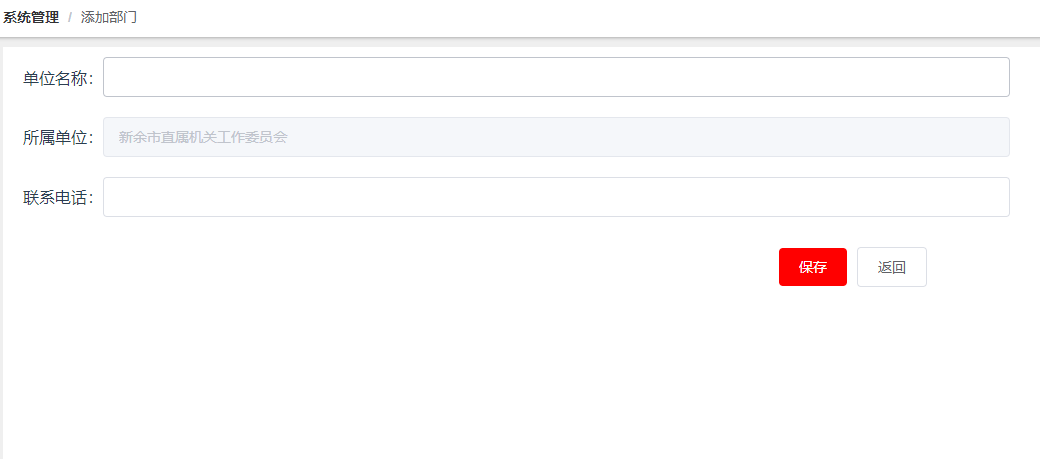 系统管理 / 添加部门
单位名称：
所属单位： 新余市直属机关工作委员会
联系电话：
保存 返回